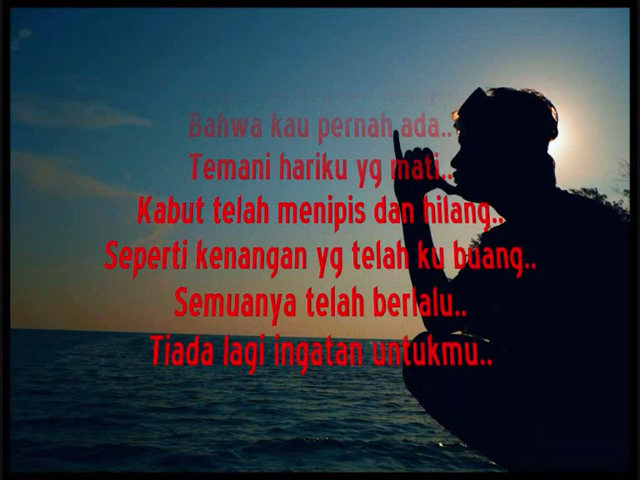 Bahwa kau pernah ada..
Temani hariku yg mati..
Kabut telah menipis dan hilang..
Seperti kenangan yg telah ku buang..
Semuanya telah berlalu..
Tiada lagi ingatan untukmu..